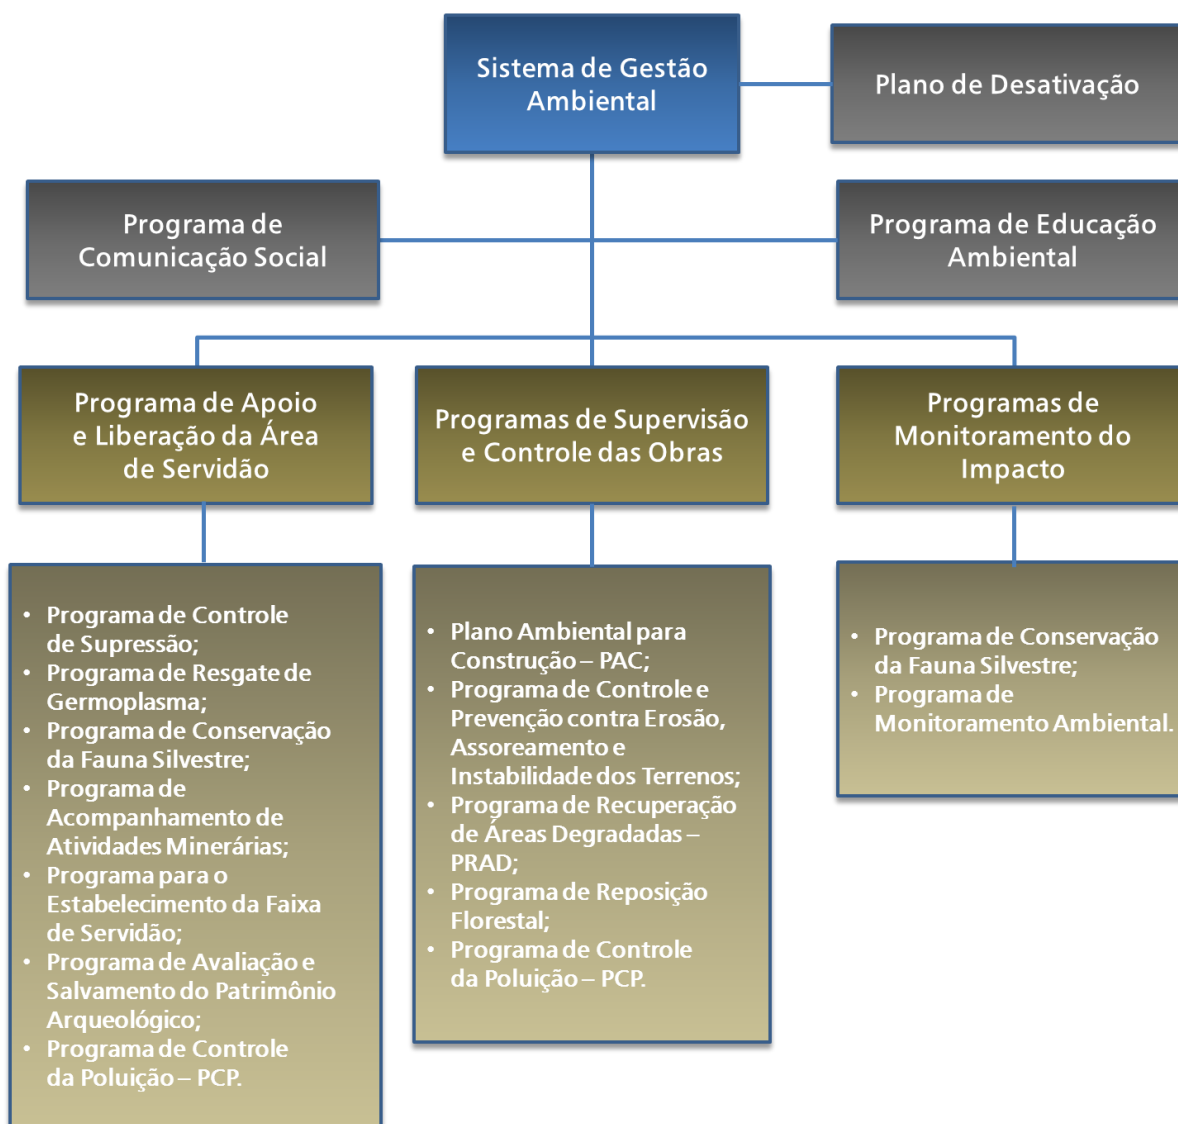 Sistema de Gestão
Ambiental
Plano de Desativação
Programa de
Comunicação Social
Programa de Educação
Ambiental
Programa de Apoio
e Liberação da Área
de Servidão
Programas de Supervisão
e Controle das Obras
Programas de
Monitoramento do
Impacto
• Programa de Controle
de Supressão;
• Programa de Resgate de
Germoplasma;
• Programa de Conservação
da Fauna Silvestre;
• Programa de
Acompanhamento de
Atividades Minerárias;
• Programa para o
Estabelecimento da Faixa
de Servidão;
• Programa de Avaliação e
Salvamento do Patrimônio
Arqueológico;
• Programa de Controle
da Poluição – PCP.
• Plano Ambiental para
Construção – PAC;
• Programa de Controle e
Prevenção contra Erosão,
Assoreamento e
Instabilidade dos Terrenos;
• Programa de Recuperação
de Áreas Degradadas –
PRAD;
• Programa de Reposição
Florestal;
• Programa de Controle
da Poluição – PCP.
• Programa de Conservação
da Fauna Silvestre;
• Programa de
Monitoramento Ambiental.